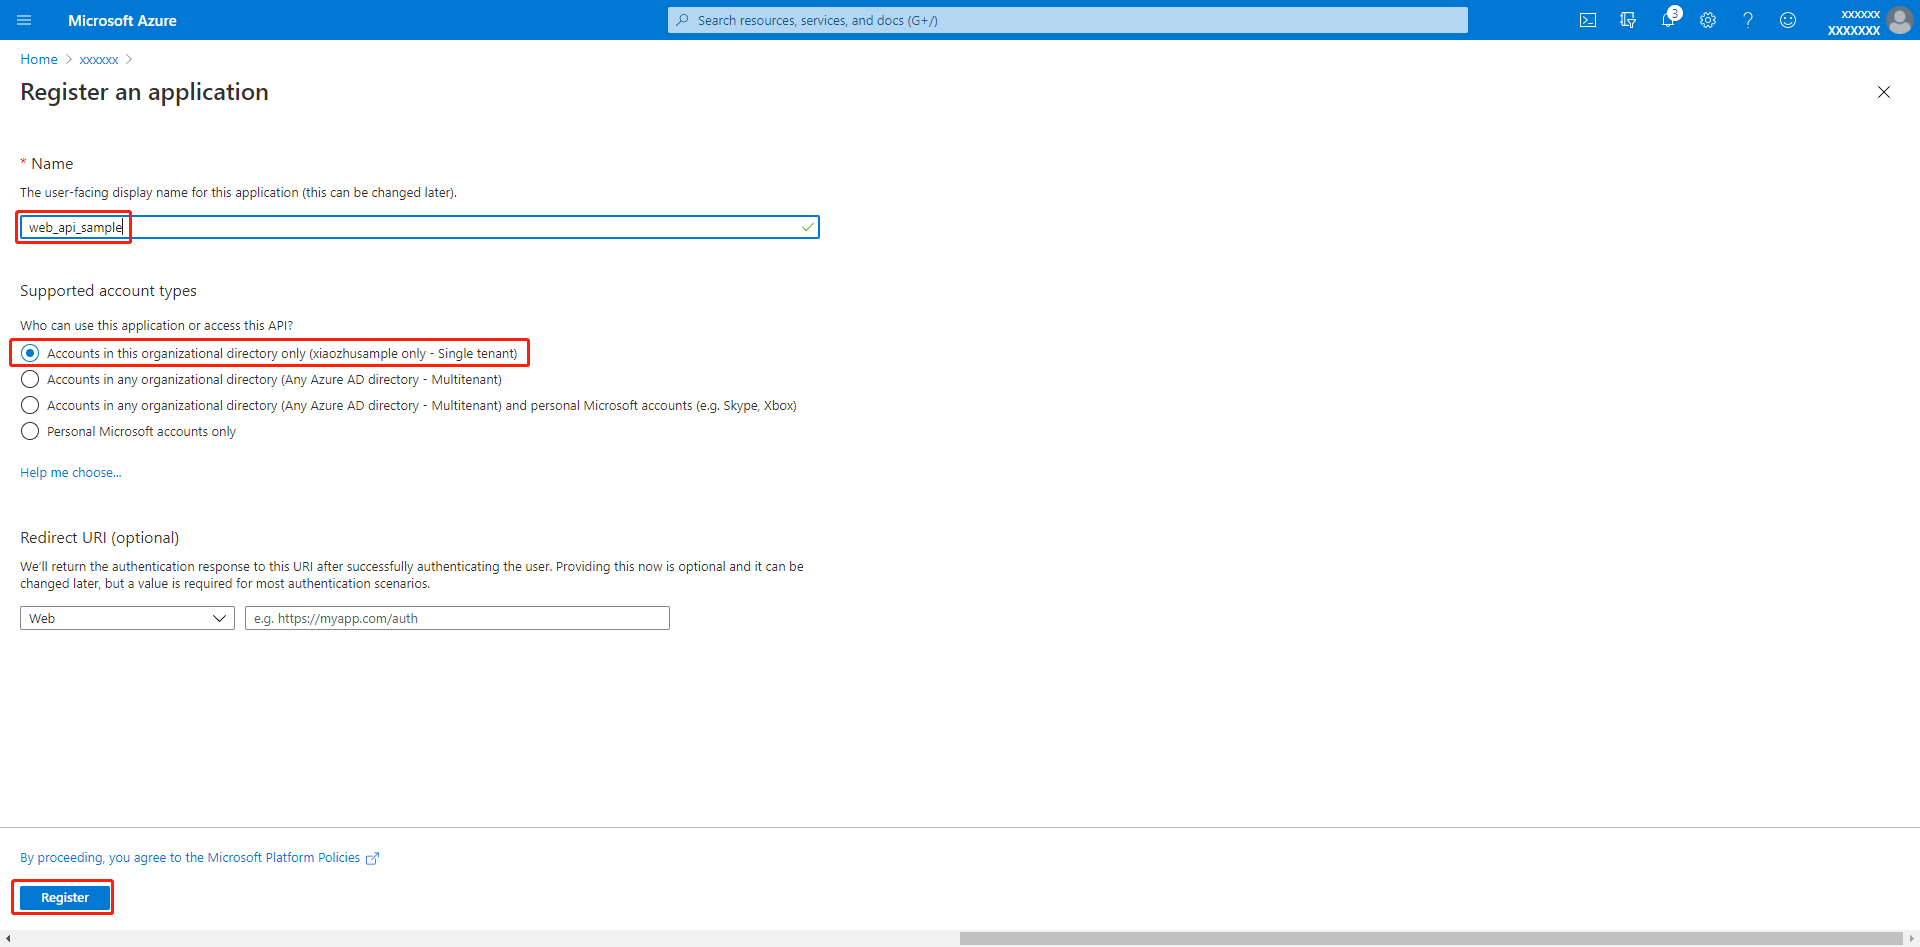 Microsoft Azure
Search resources, services, and docs (G+/)
3
xxxxxx
XXXXXXX
Home > xxxxxx >
Register an application
* Name
The user-facing display name for this application (this can be changed later).
web_api_sample
Supported account types
Who can use this application or access this API?
Accounts in this organizational directory only (xiaozhusample only - Single tenant)
Accounts in any organizational directory (Any Azure AD directory - Multitenant)
Accounts in any organizational directory (Any Azure AD directory - Multitenant) and personal Microsoft accounts (e.g. Skype, Xbox)
Personal Microsoft accounts only
Help me choose...
Redirect URI (optional)
We'll return the authentication response to this URI after successfully authenticating the user. Providing this now is optional and it can be
changed later, but a value is required for most authentication scenarios.
Web
e.g. https://myapp.com/auth
By proceeding, you agree to the Microsoft Platform Policies
Register